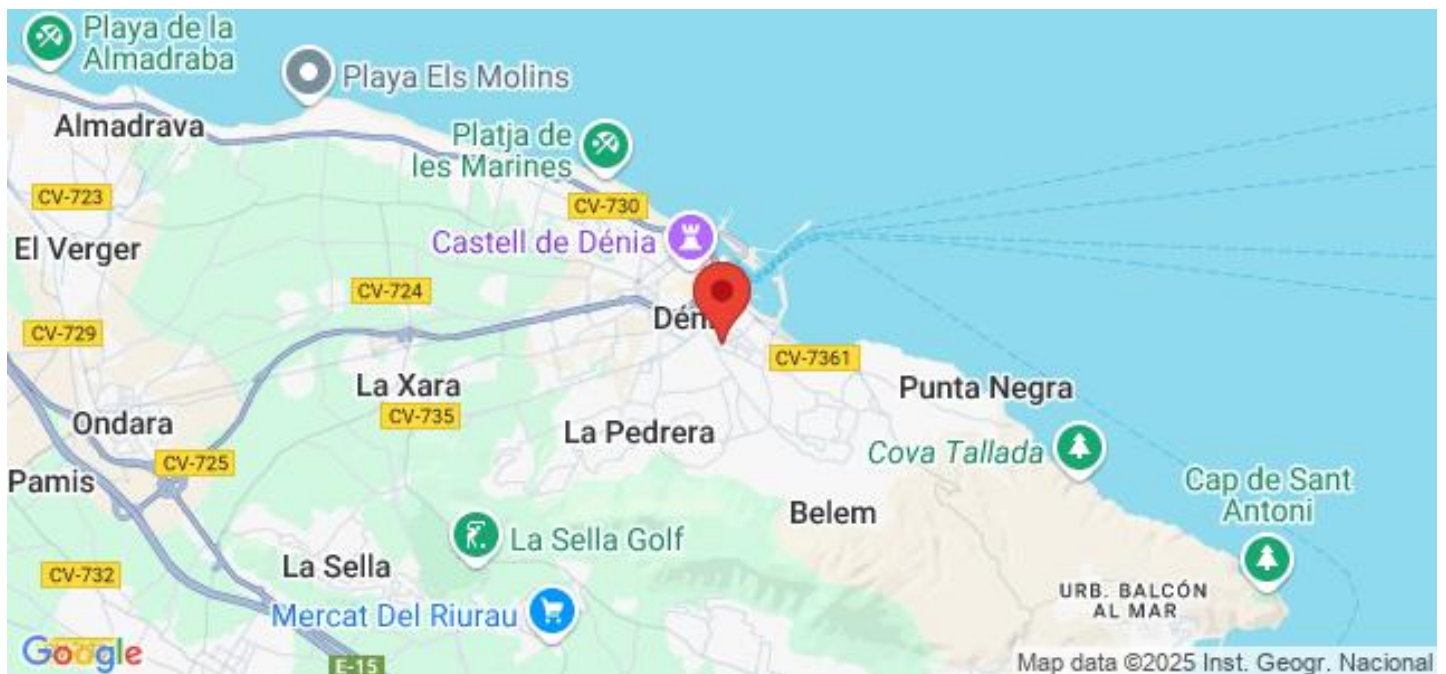 Playa de la
Almadraba
Playa Els Molins
Almadrava
Platja de
les Marines
CV-723
CV-730
El Verger
Castell de Dénia
CV-724
CV-729
CV-7361
La Xara
Punta Negra
CV-735
Ondara
La Pedrera
Cova Tallada
CV-725
Pamis
Cap de Sant
Antoni
Belem
La Sella Golf
La Sella
CV-732
URB. BALCÓN
AL MAR
Mercat Del Riurau
Google
E-15
Map data ©2025 Inst. Geogr. Nacional